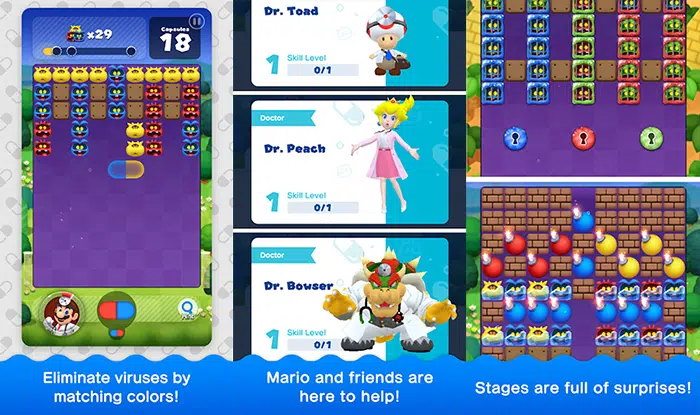 ×29
Capsules
18
Eliminate viruses by
matching colors!
Dr. Toad
Skill Level
1
0/1
Doctor
Dr. Peach
Skill Level
1
0/1
Doctor
Dr. Bowser
Skill Level
1
0/1
Mario and friends are
here to help!
Stages are full of surprises!